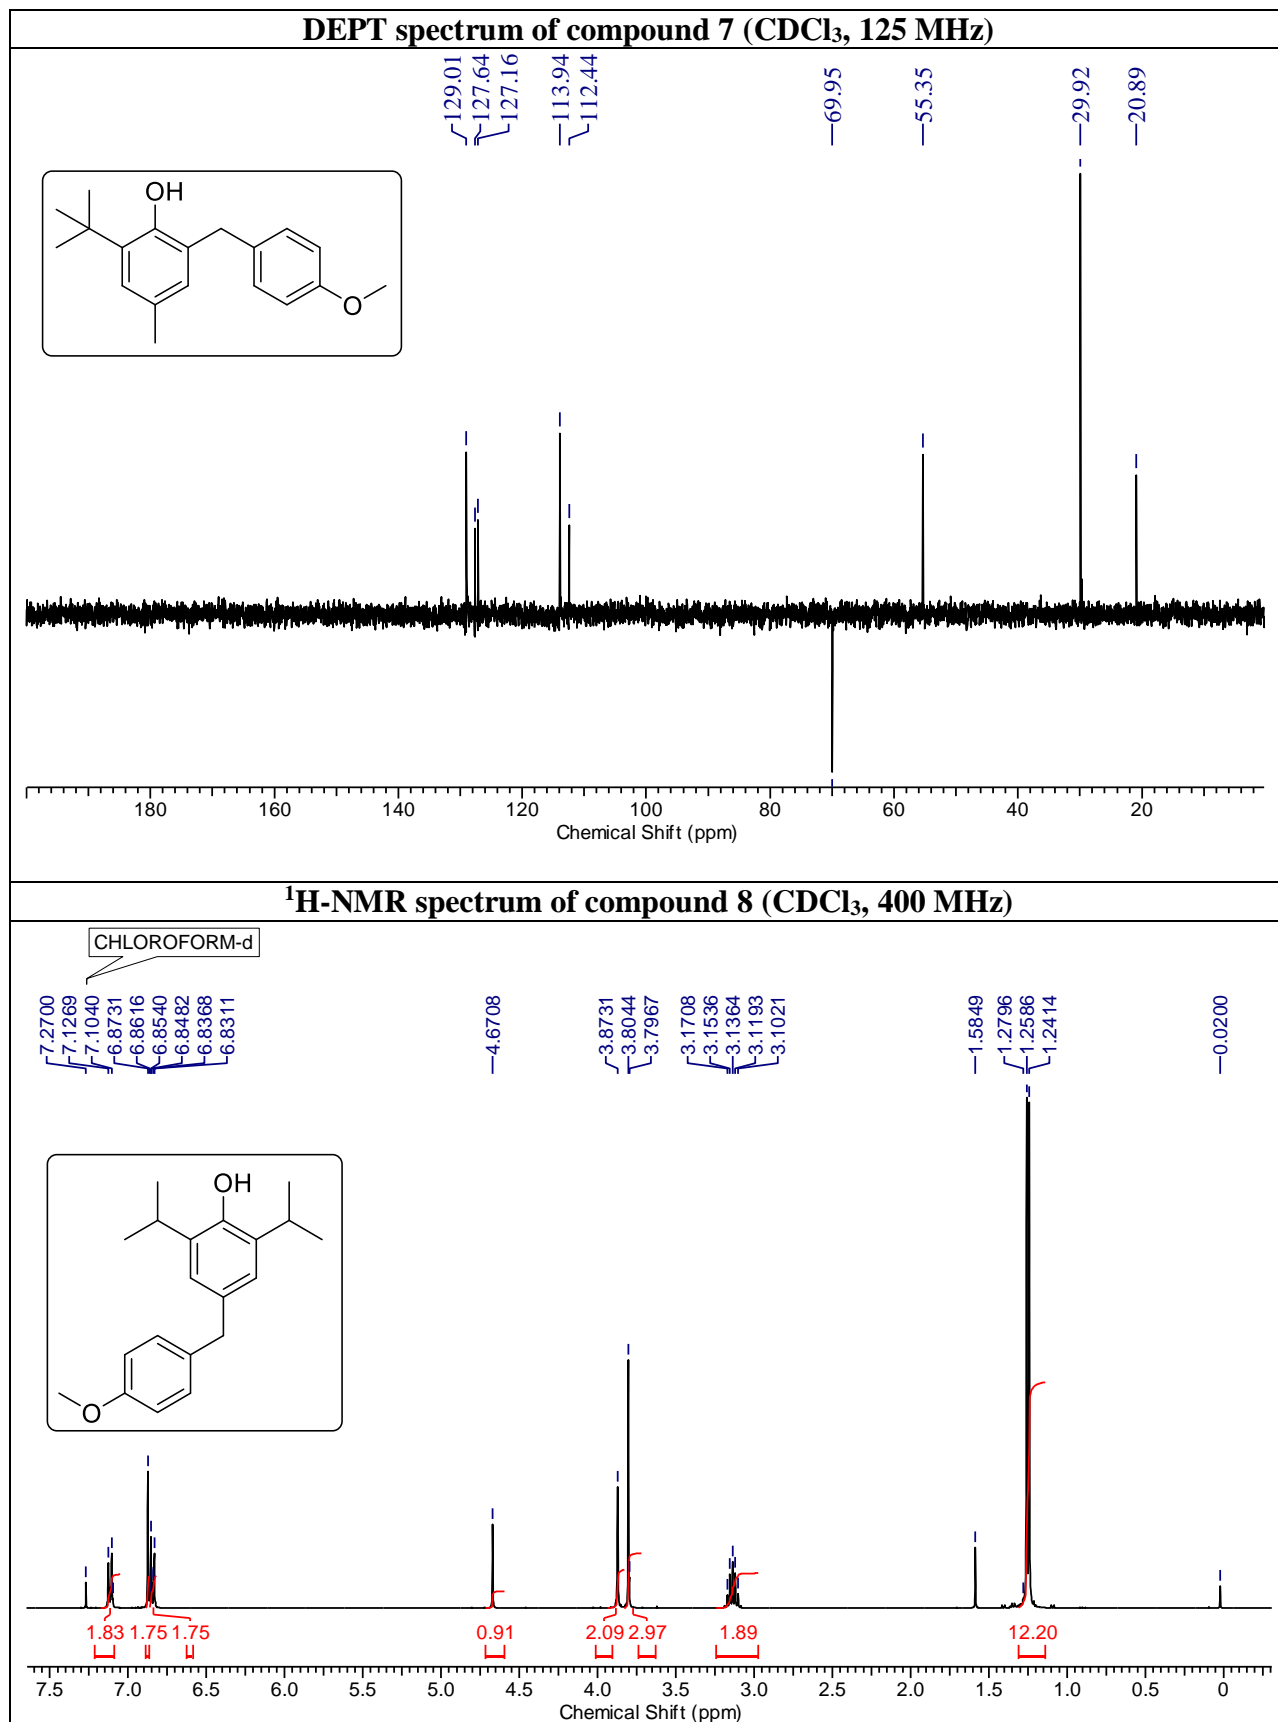 DEPT spectrum of compound 7 (CDCl₃, 125 MHz)
129.01
127.64
127.16
113.94
112.44
69.95
55.35
29.92
20.89
OH
O
180 160 140 120 100 80 60 40 20
Chemical Shift (ppm)
¹H-NMR spectrum of compound 8 (CDCl₃, 400 MHz)
CHLOROFORM-d
7.2700
7.1269
7.1040
6.8731
6.8616
6.8540
6.8482
6.8368
6.8311
4.6708
3.8731
3.8044
3.7967
3.1708
3.1536
3.1364
3.1193
3.1021
1.5849
1.2796
1.2586
1.2414
0.0200
OH
O
1.83 1.75 1.75 0.91 2.09 2.97 1.89 12.20
7.5 7.0 6.5 6.0 5.5 5.0 4.5 4.0 3.5 3.0 2.5 2.0 1.5 1.0 0.5 0
Chemical Shift (ppm)